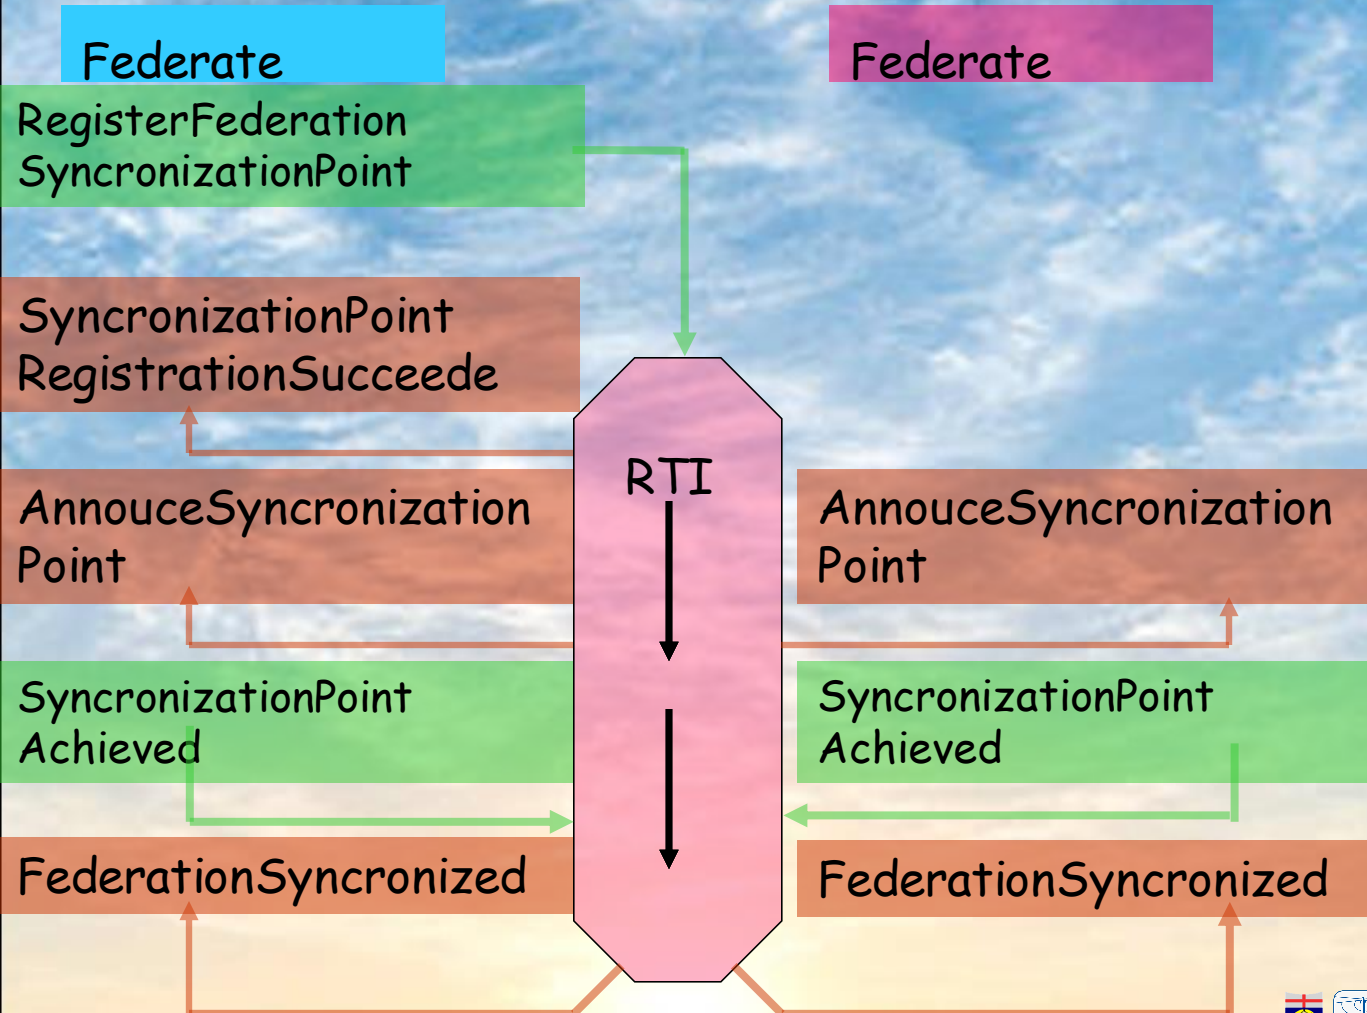 Federate
Federate
RegisterFederation
SyncronizationPoint
SyncronizationPoint
RegistrationSucceede
RTI
AnnouceSyncronization
Point
AnnouceSyncronization
Point
SyncronizationPoint
Achieved
SyncronizationPoint
Achieved
FederationSyncronized
FederationSyncronized